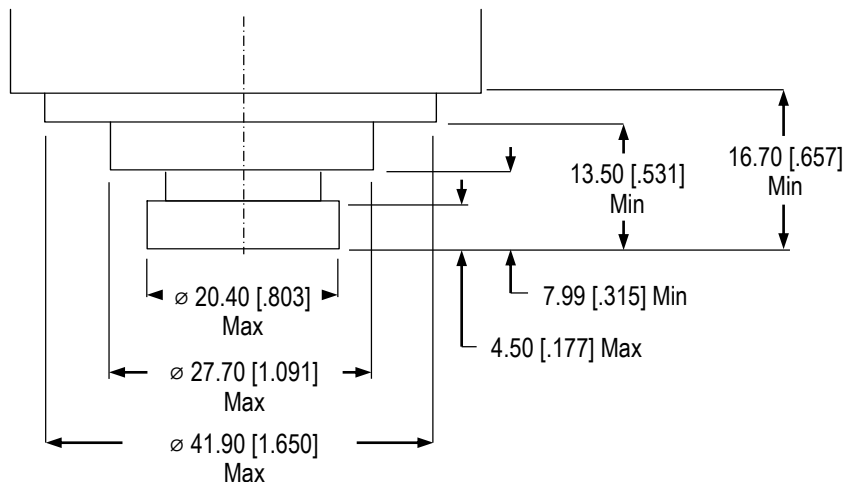 16.70 [.657]
Min
13.50 [.531]
Min
⌀ 20.40 [.803]
Max
7.99 [.315] Min
4.50 [.177] Max
⌀ 27.70 [1.091]
Max
⌀ 41.90 [1.650]
Max